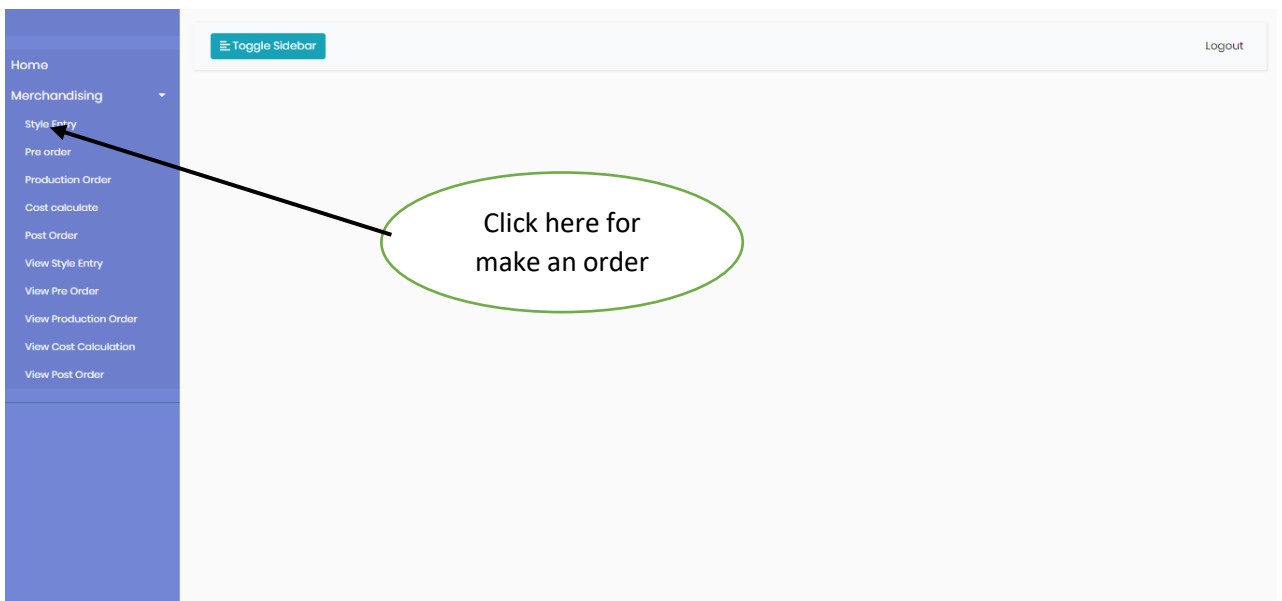 Toggle Sidebar
Logout
Home
Merchandising
Style Entry
Pre order
Production Order
Cost calculate
Post Order
View Style Entry
View Pre Order
View Production Order
View Cost Calculation
View Post Order
Click here for
make an order